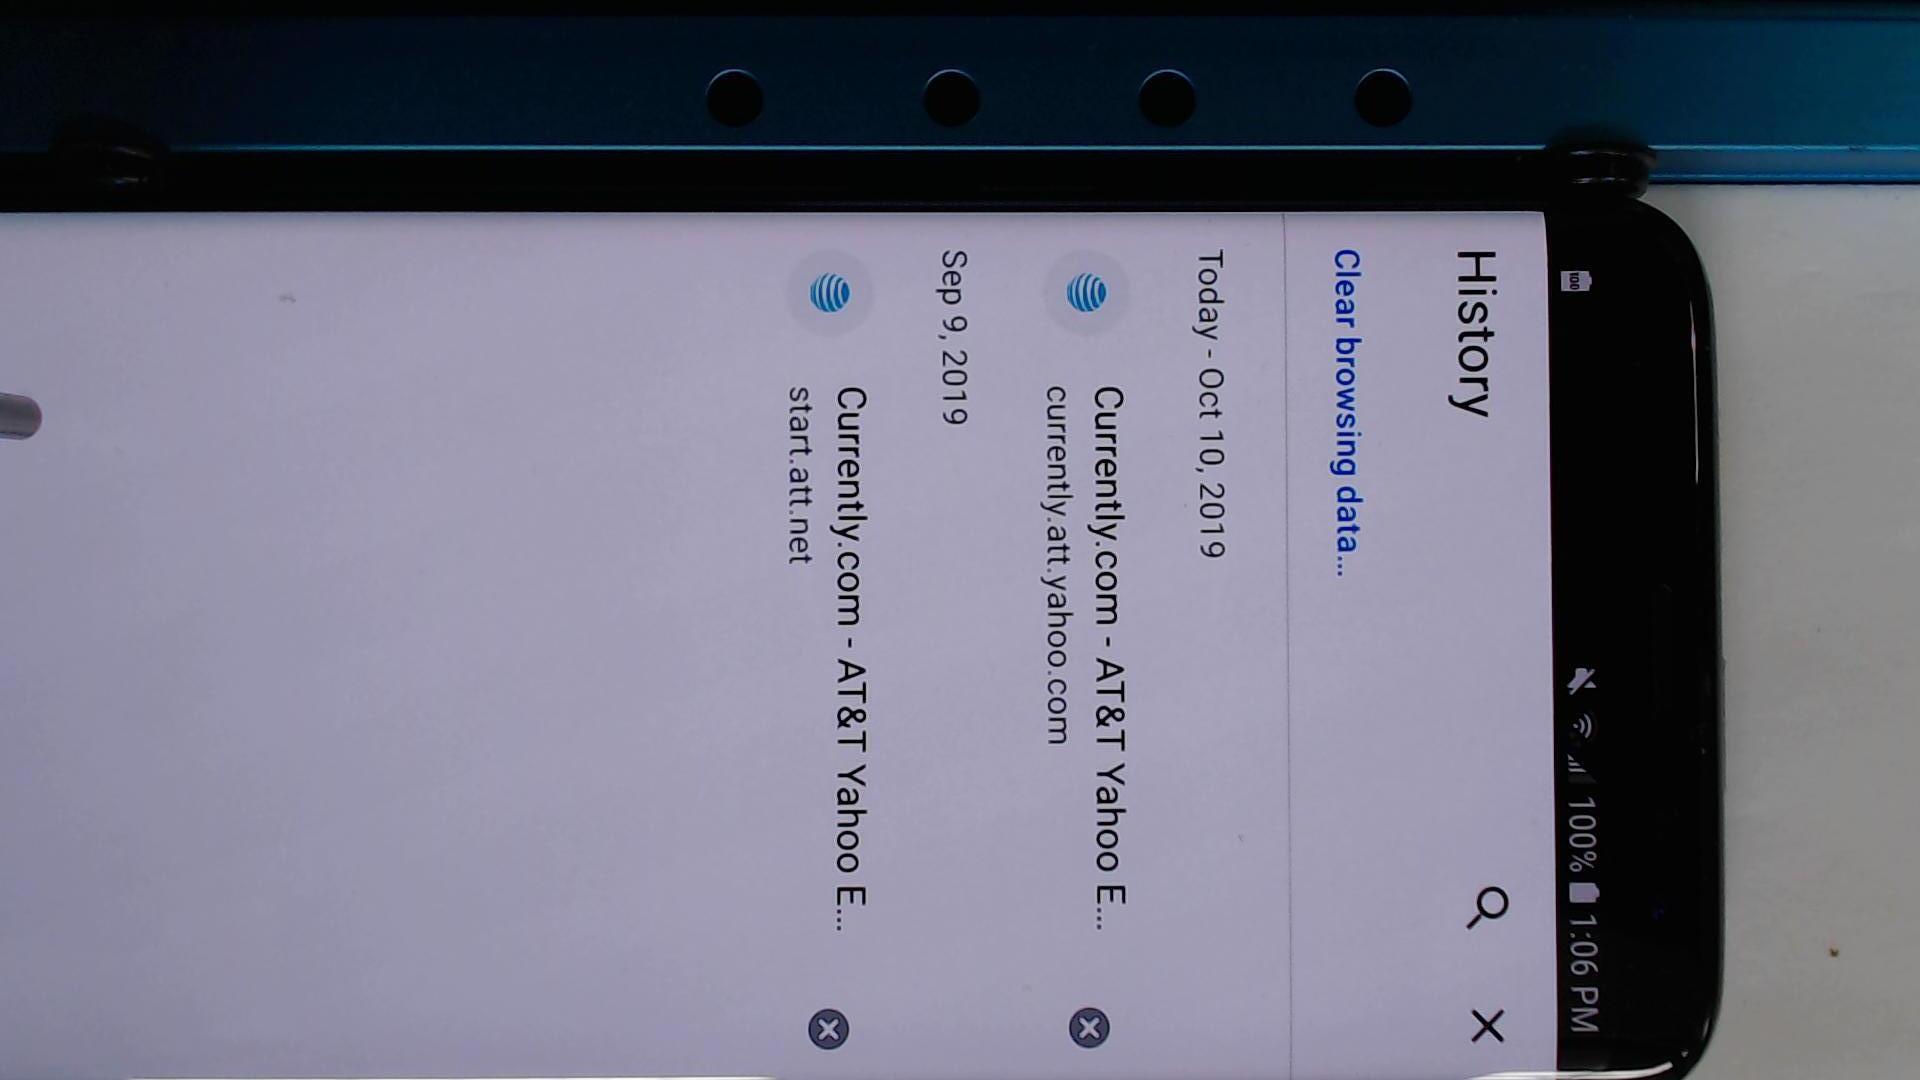 100% 1:06 PM
History
Clear browsing data...
Today - Oct 10, 2019
Currently.com - AT&T Yahoo E...
currently.att.yahoo.com
Sep 9, 2019
Currently.com - AT&T Yahoo E...
start.att.net